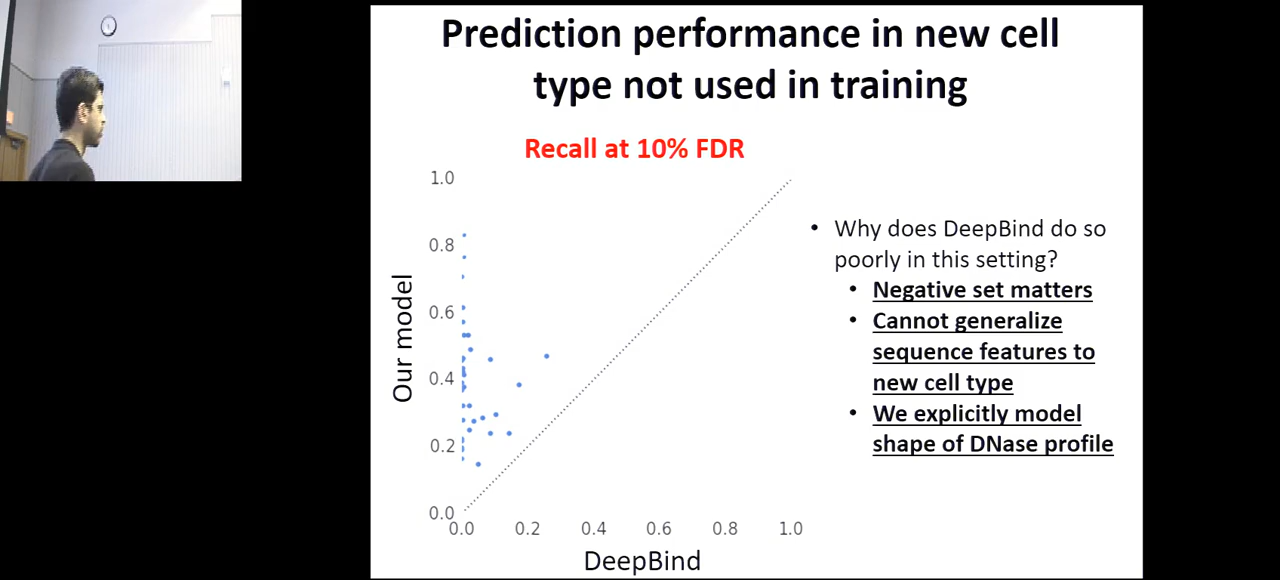 Prediction performance in new cell
type not used in training
Recall at 10% FDR
1.0
0.8
0.6
0.4
0.2
0.0
Our model
0.0 0.2 0.4 0.6 0.8 1.0
DeepBind
• Why does DeepBind do so
poorly in this setting?
• Negative set matters
• Cannot generalize
sequence features to
new cell type
• We explicitly model
shape of DNase profile